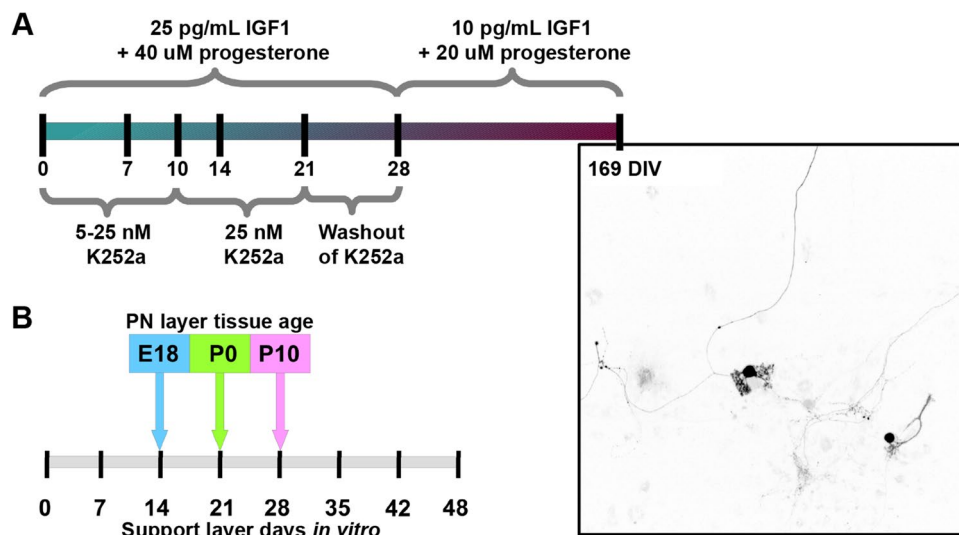 A
25 pg/mL IGF1
+ 40 uM progesterone
10 pg/mL IGF1
+ 20 uM progesterone
0 7 10 14 21 28
169 DIV
5-25 nM
K252a
25 nM
K252a
Washout
of K252a
B
PN layer tissue age
E18 P0 P10
0 7 14 21 28 35 42 48
Support layer days in vitro